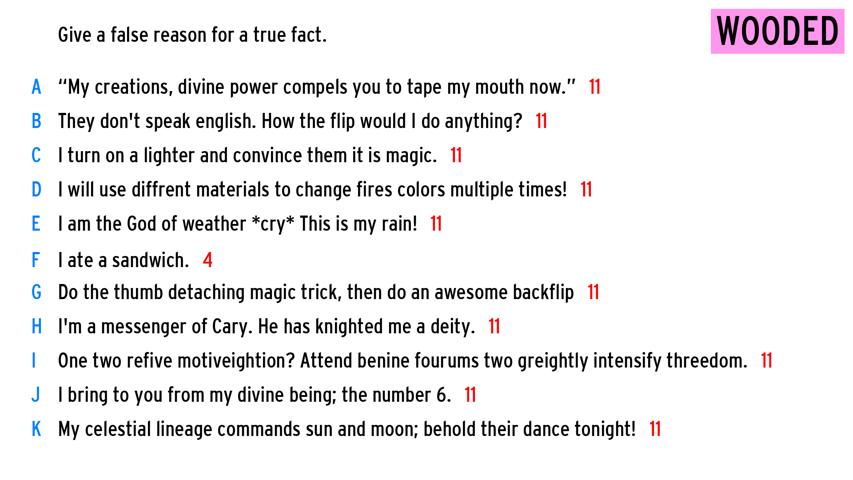 Give a false reason for a true fact.
WOODED
A “My creations, divine power compels you to tape my mouth now.” 11
B They don't speak english. How the flip would I do anything? 11
C I turn on a lighter and convince them it is magic. 11
D I will use diffrent materials to change fires colors multiple times! 11
E I am the God of weather *cry* This is my rain! 11
F I ate a sandwich. 4
G Do the thumb detaching magic trick, then do an awesome backflip 11
H I'm a messenger of Cary. He has knighted me a deity. 11
I One two refive motiveightion? Attend benine fourums two greightly intensify threedom. 11
J I bring to you from my divine being; the number 6. 11
K My celestial lineage commands sun and moon; behold their dance tonight! 11